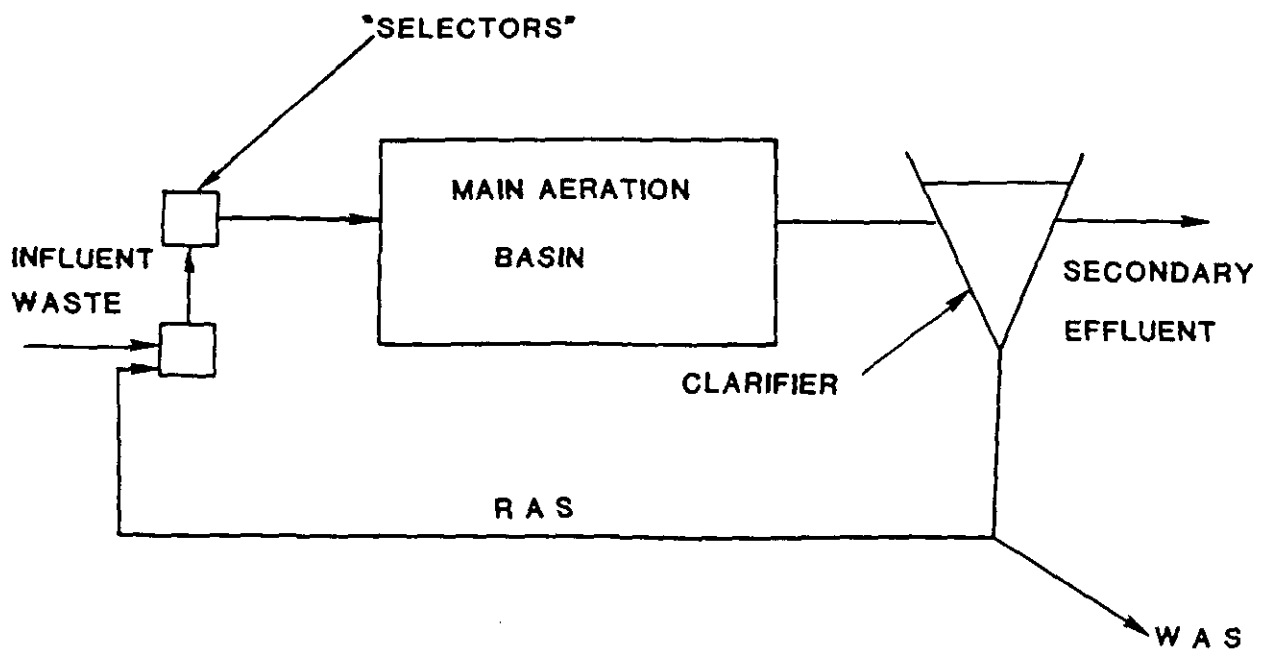 "SELECTORS"
MAIN AERATION
BASIN
INFLUENT
WASTE
SECONDARY
EFFLUENT
CLARIFIER
RAS
WAS